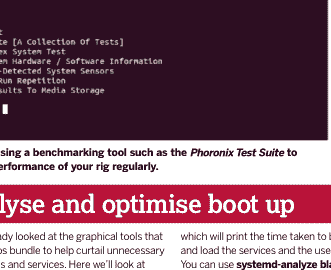 te [A Collection Of Tests]
ex System Test
em Hardware / Software Information
-Detected System Sensors
Run Repetition
sults To Media Storage
sing a benchmarking tool such as the Phoronix Test Suite to
erformance of your rig regularly.
lyse and optimise boot up
ady looked at the graphical tools that
os bundle to help curtail unnecessary
s and services. Here we'll look at
which will print the time taken to b
and load the services and the use
You can use systemd-analyze bla